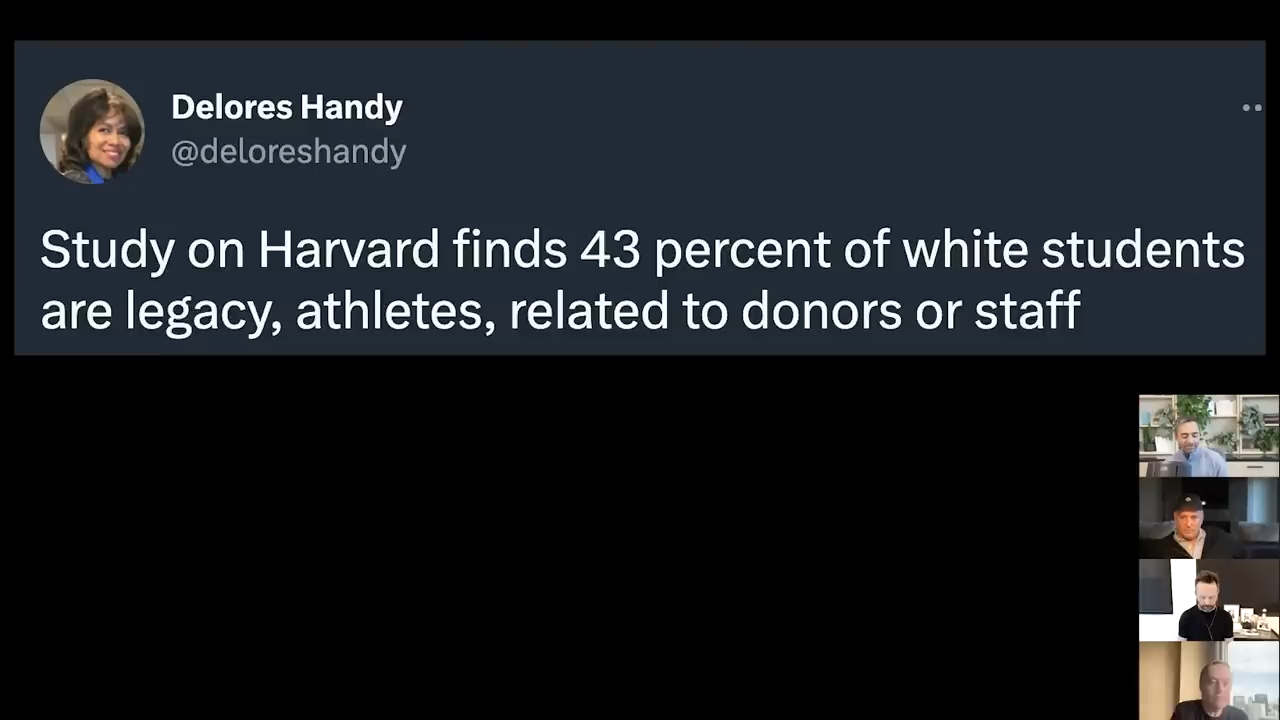 Delores Handy
@deloreshandy
Study on Harvard finds 43 percent of white students
are legacy, athletes, related to donors or staff